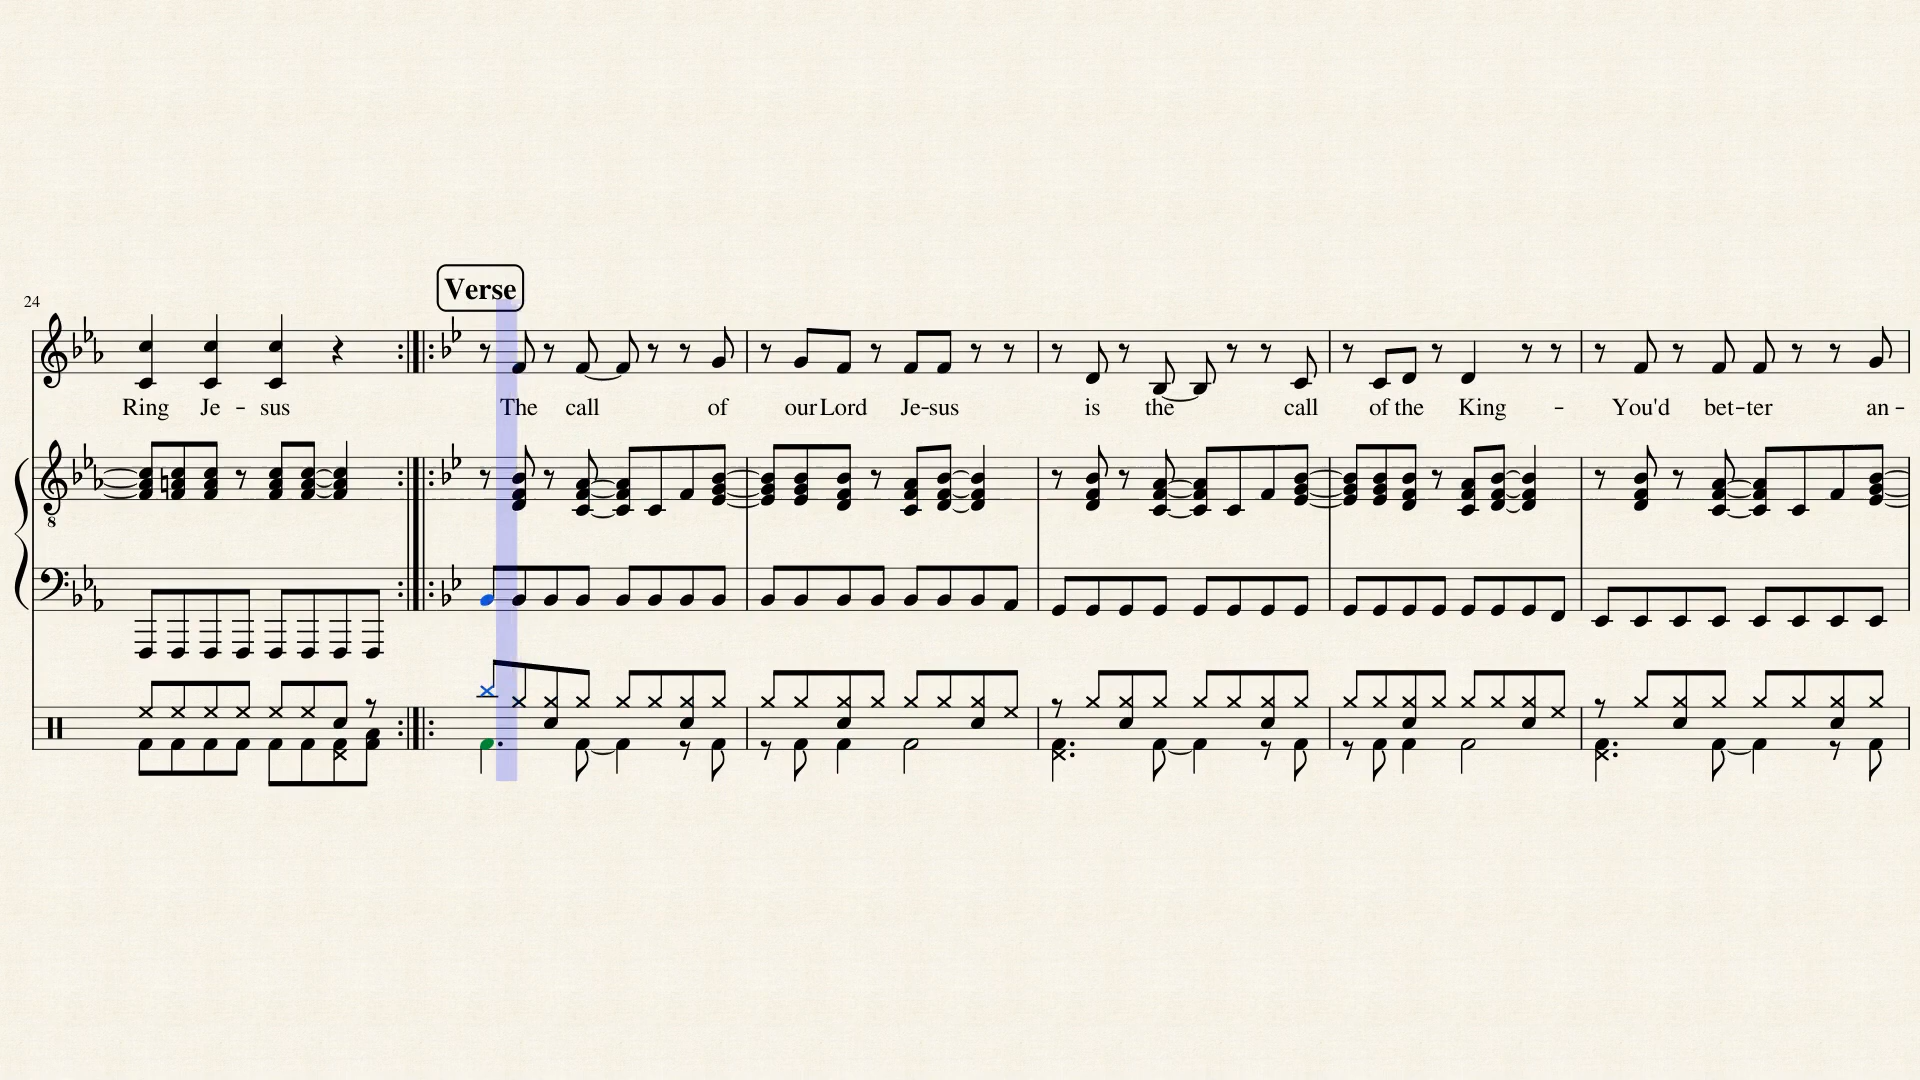 Verse
24
Ring Je - sus The call of our Lord Je-sus is the call of the King - You'd bet-ter an -
8